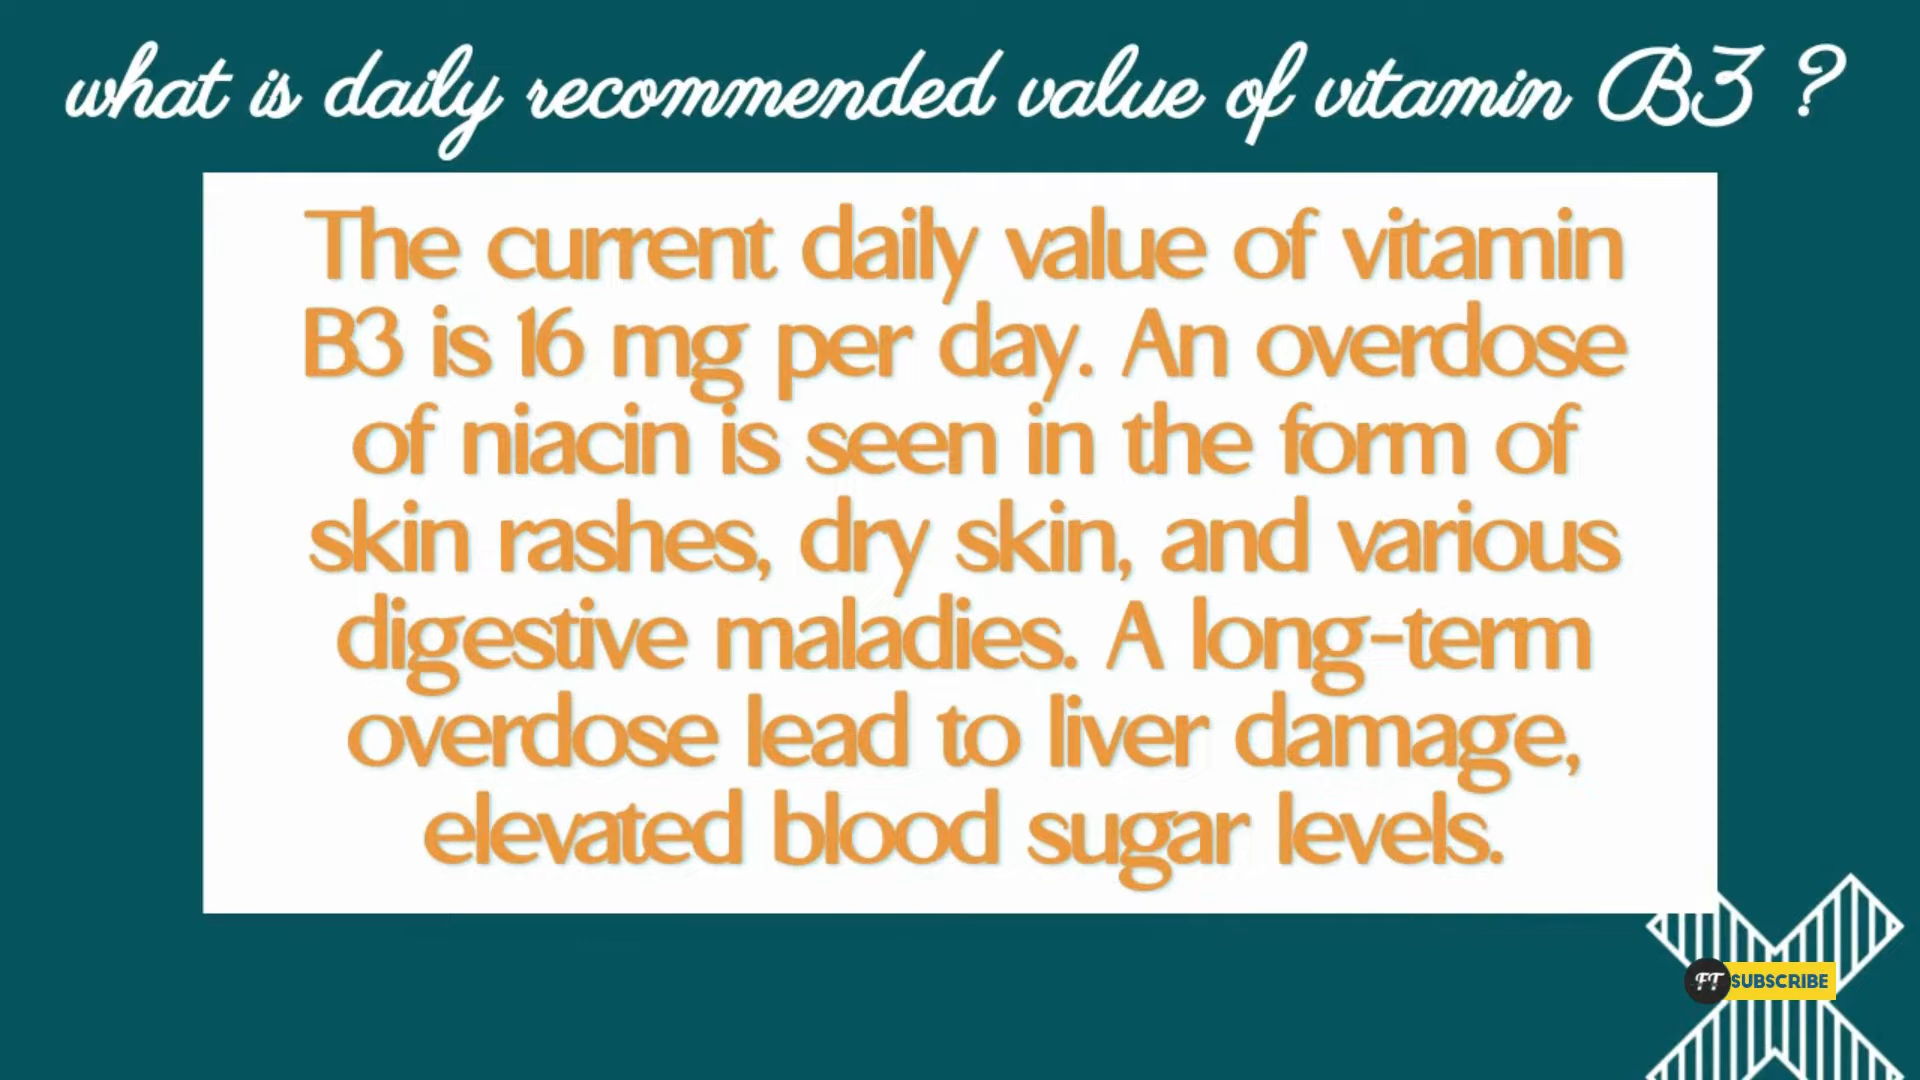 what is daily recommended value of vitamin B3 ?
The current daily value of vitamin
B3 is 16 mg per day. An overdose
of niacin is seen in the form of
skin rashes, dry skin, and various
digestive maladies. A long-term
overdose lead to liver damage,
elevated blood sugar levels.
FT SUBSCRIBE